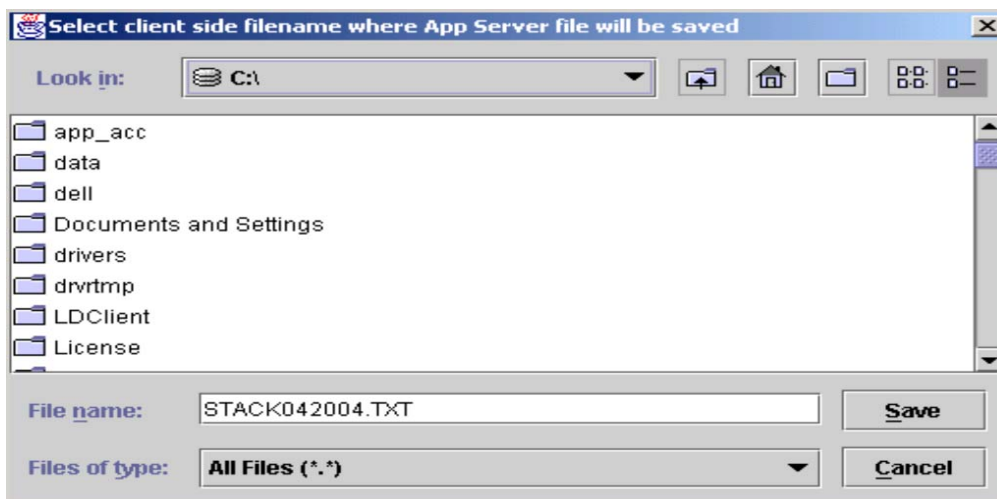 Select client side filename where App Server file will be saved
Look in: C:\
app_acc
data
dell
Documents and Settings
drivers
drvrtmp
LDClient
License
File name: STACK042004.TXT Save
Files of type: All Files (*.*) Cancel